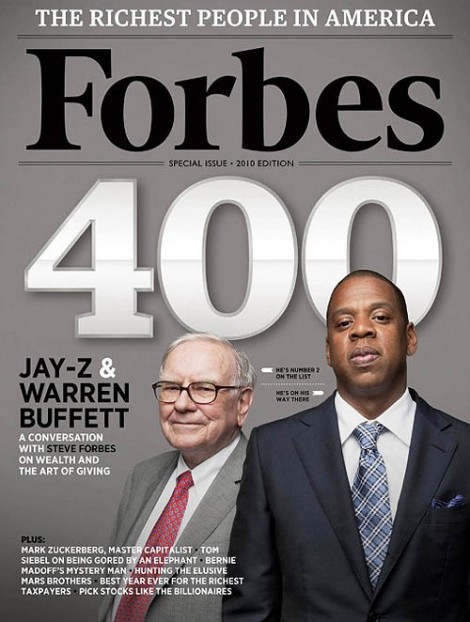 THE RICHEST PEOPLE IN AMERICA
Forbes
SPECIAL ISSUE • 2010 EDITION
400
JAY-Z &
WARREN
BUFFETT
A CONVERSATION
WITH STEVE FORBES
ON WEALTH AND
THE ART OF GIVING
HE'S NUMBER 2
ON THE LIST
HE'S ON HIS
WAY THERE
PLUS:
MARK ZUCKERBERG, MASTER CAPITALIST • TOM
SIEBEL ON BEING GORED BY AN ELEPHANT • BERNIE
MADOFF'S MYSTERY MAN • HUNTING THE ELUSIVE
MARS BROTHERS • BEST YEAR EVER FOR THE RICHEST
TAXPAYERS • PICK STOCKS LIKE THE BILLIONAIRES